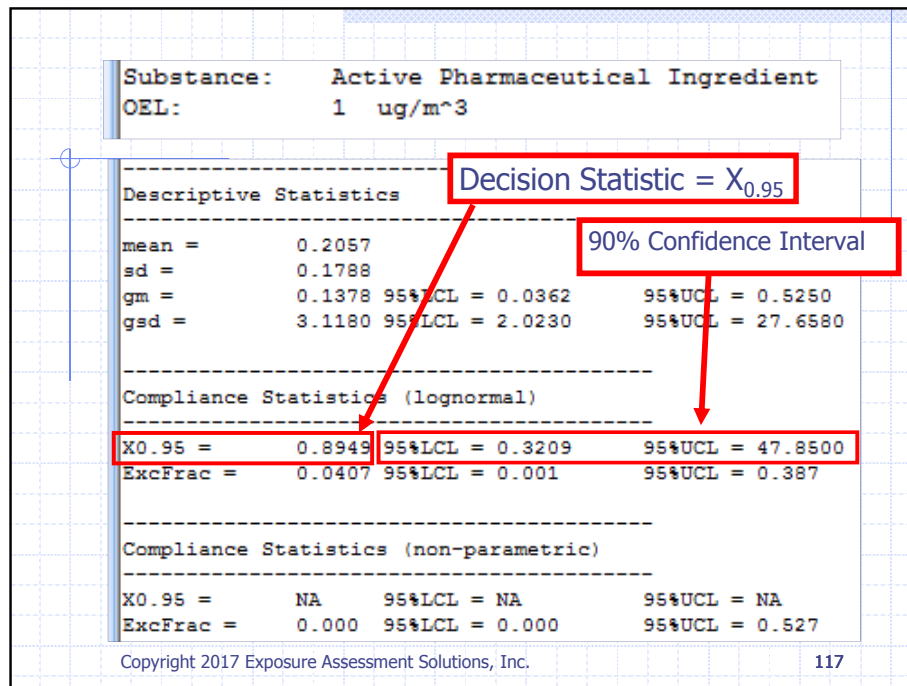 Substance: Active Pharmaceutical Ingredient
OEL: 1 ug/m^3
Decision Statistic = X0.95
Descriptive Statistics
90% Confidence Interval
mean = 0.2057
sd = 0.1788
gm = 0.1378 95%LCL = 0.0362 95%UCL = 0.5250
gsd = 3.1180 95%LCL = 2.0230 95%UCL = 27.6580
Compliance Statistics (lognormal)
X0.95 = 0.8949 95%LCL = 0.3209 95%UCL = 47.8500
ExcFrac = 0.0407 95%LCL = 0.001 95%UCL = 0.387
Compliance Statistics (non-parametric)
X0.95 = NA 95%LCL = NA 95%UCL = NA
ExcFrac = 0.000 95%LCL = 0.000 95%UCL = 0.527
Copyright 2017 Exposure Assessment Solutions, Inc. 117